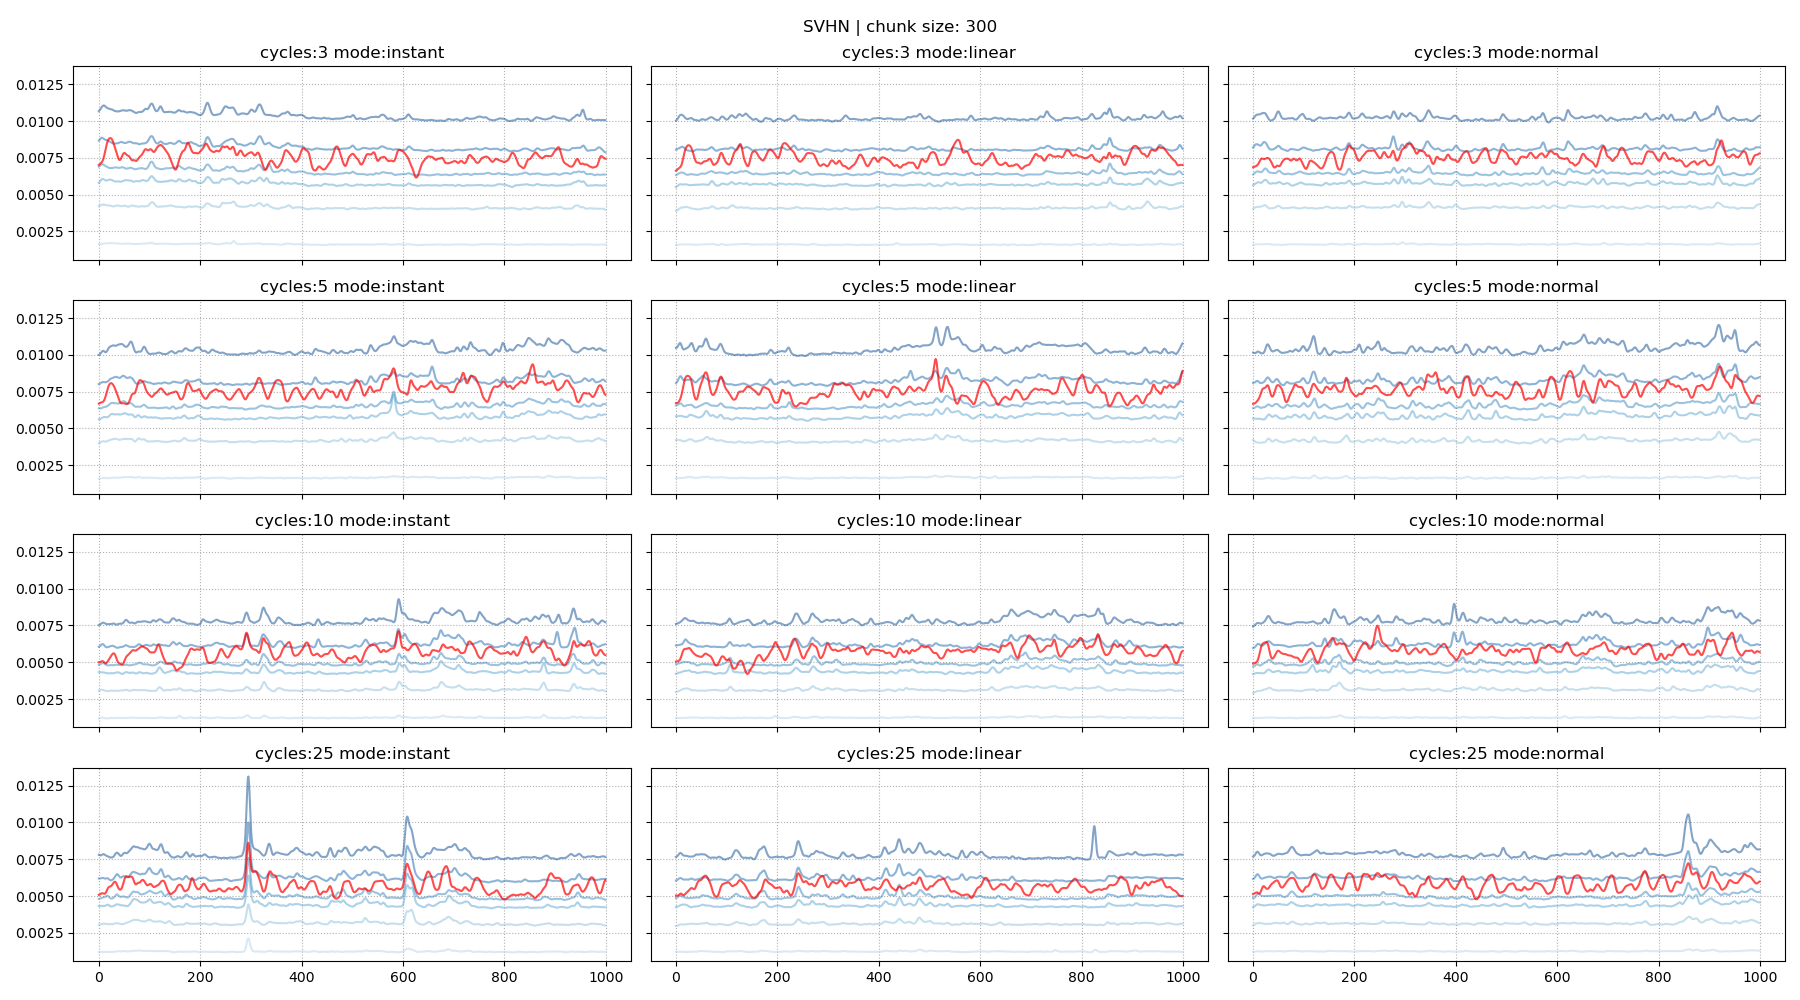 SVHN | chunk size: 300
cycles:3 mode:instant
cycles:3 mode:linear
cycles:3 mode:normal
0.0125
0.0100
0.0075
0.0050
0.0025
cycles:5 mode:instant
cycles:5 mode:linear
cycles:5 mode:normal
0.0125
0.0100
0.0075
0.0050
0.0025
cycles:10 mode:instant
cycles:10 mode:linear
cycles:10 mode:normal
0.0125
0.0100
0.0075
0.0050
0.0025
cycles:25 mode:instant
cycles:25 mode:linear
cycles:25 mode:normal
0.0125
0.0100
0.0075
0.0050
0.0025
0 200 400 600 800 1000
0 200 400 600 800 1000
0 200 400 600 800 1000